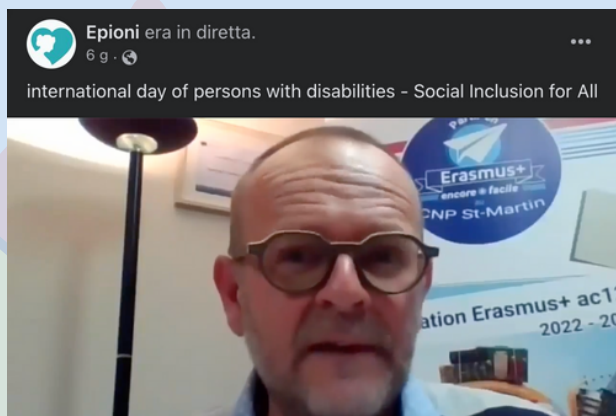 Epioni era in diretta.
6 g ·
international day of persons with disabilities - Social Inclusion for All
Erasmus+
encore + facile
CNP St-Martin
ation Erasmus+ ac1
2022 - 20